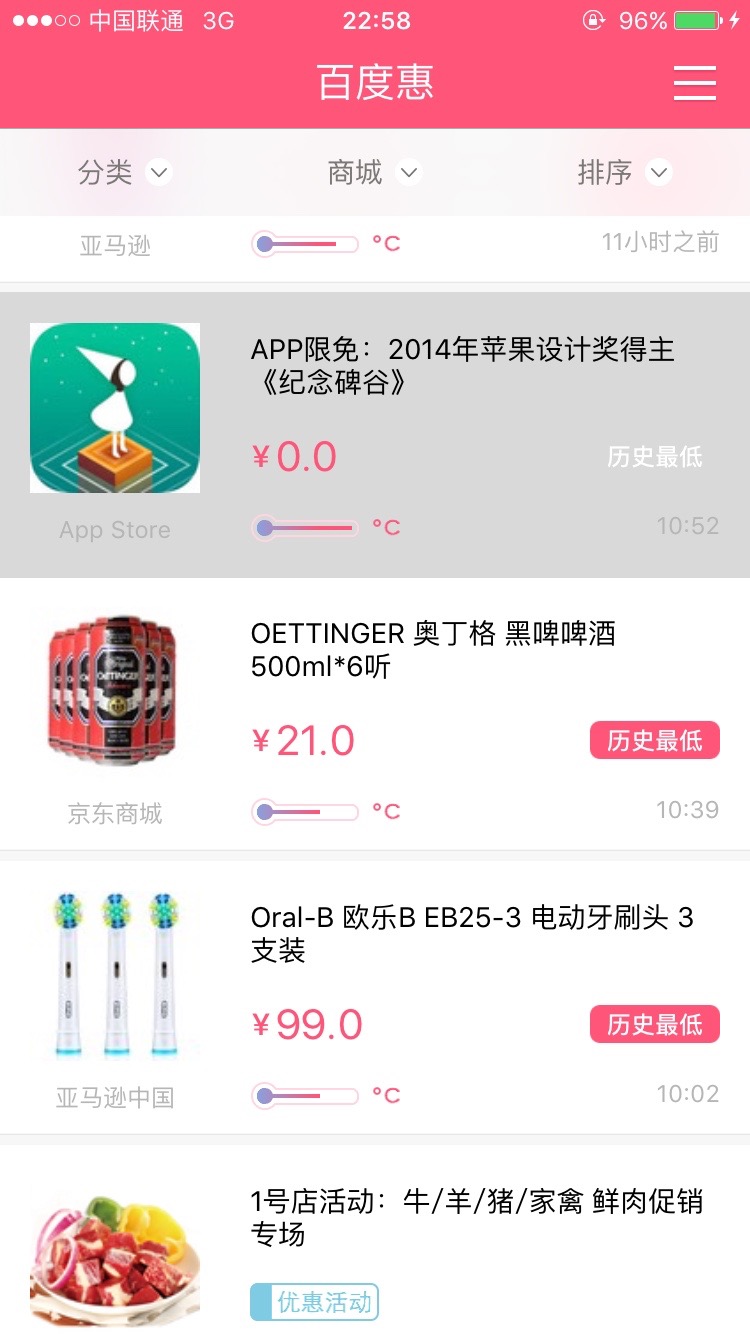 中国联通 3G 22:58 96%
百度惠
分类 商城 排序
亚马逊 °C 11小时之前
APP限免：2014年苹果设计奖得主
《纪念碑谷》
¥0.0 历史最低
App Store °C 10:52
OETTINGER 奥丁格 黑啤啤酒
500ml*6听
OETTINGER
¥21.0 历史最低
京东商城 °C 10:39
Oral-B 欧乐B EB25-3 电动牙刷头 3
支装
¥99.0 历史最低
亚马逊中国 °C 10:02
1号店活动：牛/羊/猪/家禽 鲜肉促销
专场
优惠活动